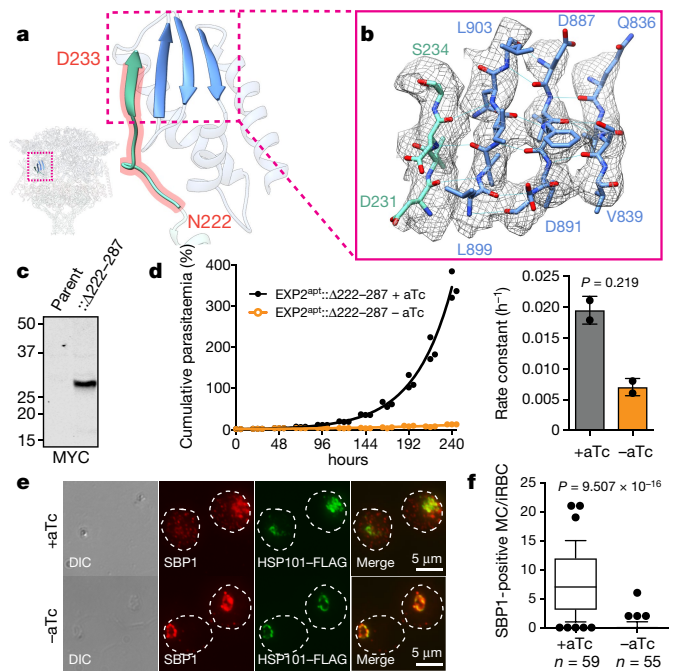 a
D233
N222
b
L903
D887
Q836
S234
D231
L899
D891
V839
c
Parent
::Δ222–287
50
37
25
20
15
MYC
d
Cumulative parasitaemia (%)
400
300
200
100
0
EXP2apt::Δ222–287 + aTc
EXP2apt::Δ222–287 − aTc
0 48 96 144 192 240
hours
Rate constant (h−1)
0.025
0.020
0.015
0.010
0.005
0
P = 0.219
+aTc −aTc
e
+aTc
DIC
SBP1
HSP101–FLAG
Merge
5 μm
−aTc
DIC
SBP1
HSP101–FLAG
Merge
5 μm
f
P = 9.507 × 10−16
SBP1-positive MC/iRBC
25
20
15
10
5
0
+aTc −aTc
n = 59 n = 55